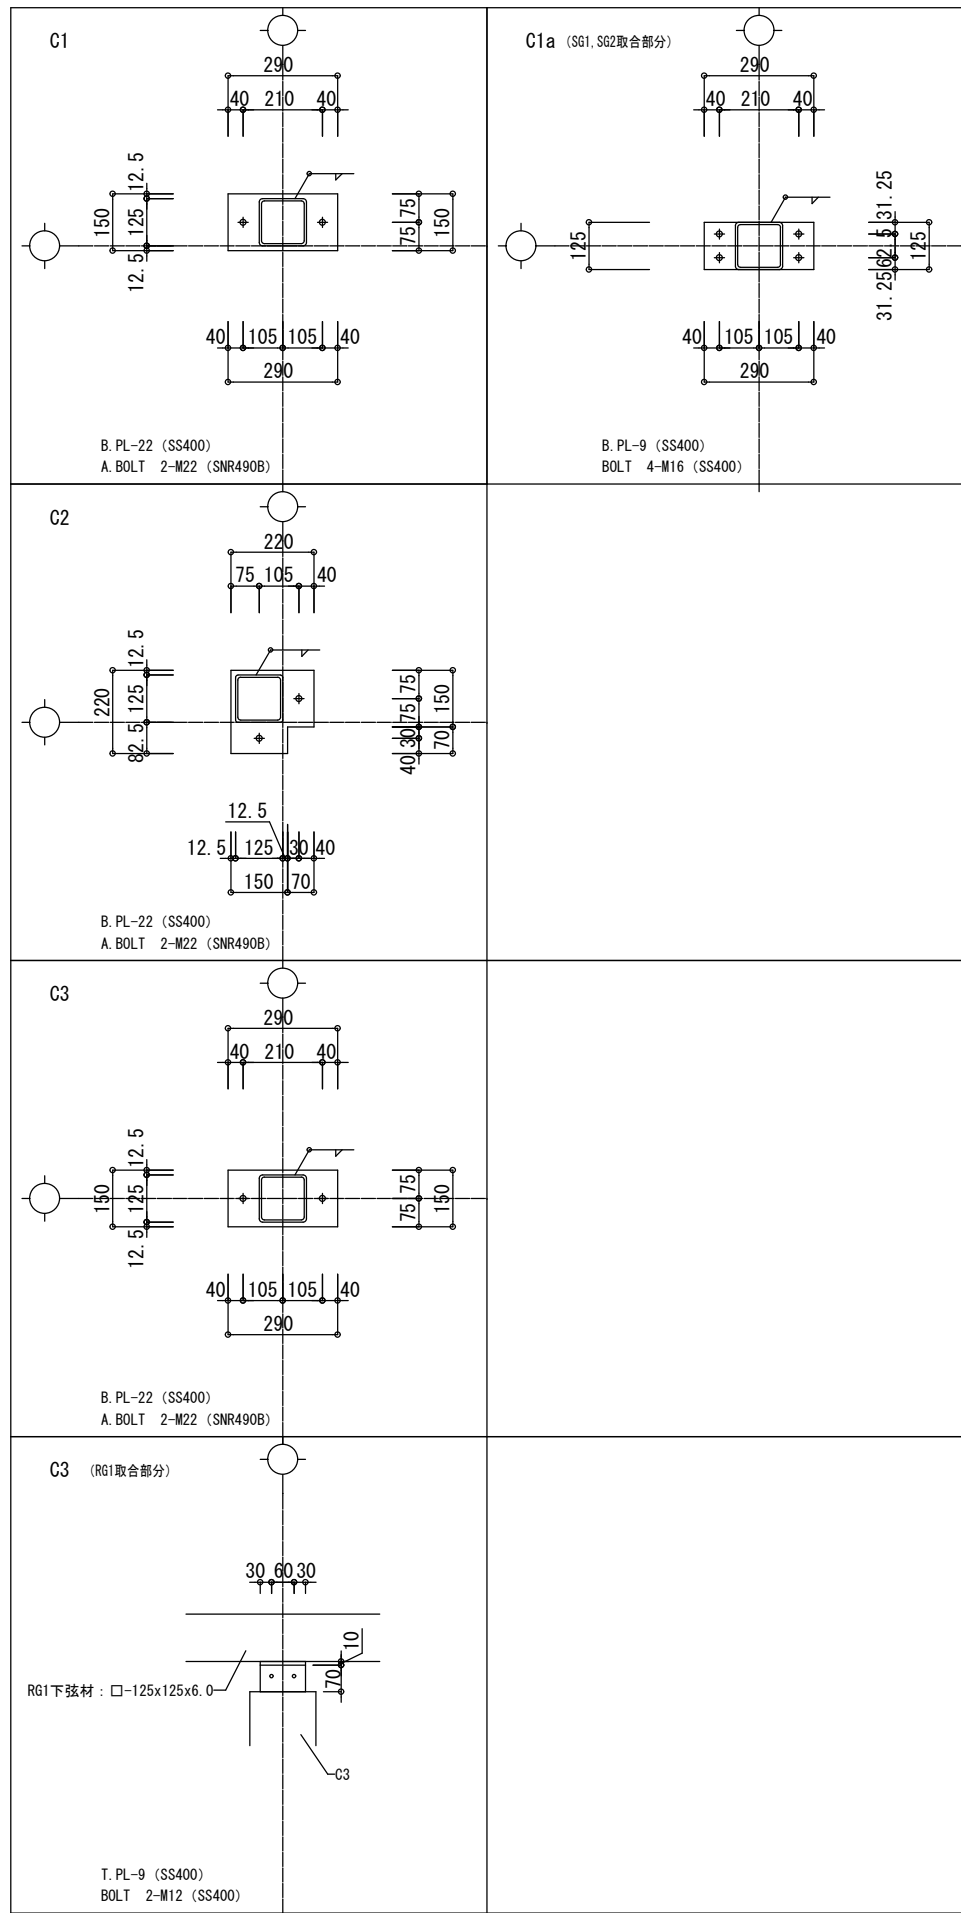 C1
290
40 210 40
12.5
150 125
12.5
75
75
150
40 105 105 40
290
B.PL-22 (SS400)
A.BOLT 2-M22 (SNR490B)
C1a (SG1,SG2取合部分)
290
40 210 40
125
31.25
62.5
31.25
125
40 105 105 40
290
B.PL-9 (SS400)
BOLT 4-M16 (SS400)
C2
220
75 105 40
12.5
220 125
82.5
75
75
30
40
150
70
12.5
12.5 125 30 40
150 70
B.PL-22 (SS400)
A.BOLT 2-M22 (SNR490B)
C3
290
40 210 40
12.5
150 125
12.5
75
75
150
40 105 105 40
290
B.PL-22 (SS400)
A.BOLT 2-M22 (SNR490B)
C3 (RG1取合部分)
30 60 30
10
70
RG1下弦材:□-125x125x6.0
C3
T.PL-9 (SS400)
BOLT 2-M12 (SS400)